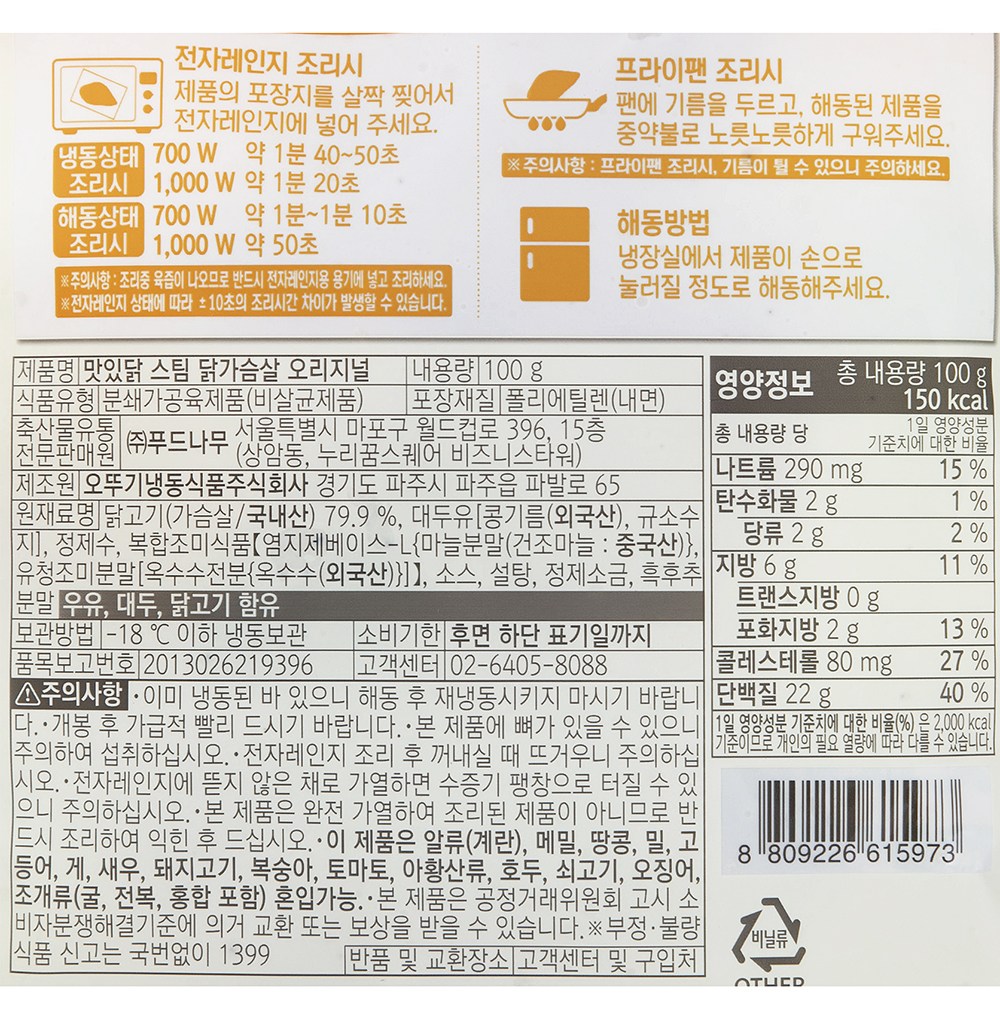 전자레인지 조리시
제품의 포장지를 살짝 찢어서
전자레인지에 넣어 주세요.
냉동상태 조리시
700 W 약 1분 40~50초
1,000 W 약 1분 20초
해동상태 조리시
700 W 약 1분~1분 10초
1,000 W 약 50초
※주의사항 : 조리중 육즙이 나오므로 반드시 전자레인지용 용기에 넣고 조리하세요.
※전자레인지 상태에 따라 ±10초의 조리시간 차이가 발생할 수 있습니다.
프라이팬 조리시
팬에 기름을 두르고, 해동된 제품을
중약불로 노릇노릇하게 구워주세요.
※주의사항 : 프라이팬 조리시, 기름이 튈 수 있으니 주의하세요.
해동방법
냉장실에서 제품이 손으로
눌러질 정도로 해동해주세요.
제품명 맛있닭 스팀 닭가슴살 오리지널 내용량 100 g
식품유형 분쇄가공육제품(비살균제품) 포장재질 폴리에틸렌(내면)
축산물유통전문판매원 ㈜푸드나무 서울특별시 마포구 월드컵로 396, 15층
(상암동, 누리꿈스퀘어 비즈니스타워)
제조원 오뚜기냉동식품주식회사 경기도 파주시 파주읍 파발로 65
원재료명 닭고기(가슴살/국내산) 79.9 %, 대두유[콩기름(외국산), 규소수
지], 정제수, 복합조미식품【염지제베이스-L{마늘분말(건조마늘 : 중국산)},
유청조미분말[옥수수전분{옥수수(외국산)}]】, 소스, 설탕, 정제소금, 흑후추
분말 우유, 대두, 닭고기 함유
보관방법 -18 ℃ 이하 냉동보관 소비기한 후면 하단 표기일까지
품목보고번호 2013026219396 고객센터 02-6405-8088
⚠주의사항 ·이미 냉동된 바 있으니 해동 후 재냉동시키지 마시기 바랍니
다.·개봉 후 가급적 빨리 드시기 바랍니다.·본 제품에 뼈가 있을 수 있으니
주의하여 섭취하십시오.·전자레인지 조리 후 꺼내실 때 뜨거우니 주의하십
시오.·전자레인지에 뜯지 않은 채로 가열하면 수증기 팽창으로 터질 수 있
으니 주의하십시오.·본 제품은 완전 가열하여 조리된 제품이 아니므로 반
드시 조리하여 익힌 후 드십시오.·이 제품은 알류(계란), 메밀, 땅콩, 밀, 고
등어, 게, 새우, 돼지고기, 복숭아, 토마토, 아황산류, 호두, 쇠고기, 오징어,
조개류(굴, 전복, 홍합 포함) 혼입가능.·본 제품은 공정거래위원회 고시 소
비자분쟁해결기준에 의거 교환 또는 보상을 받을 수 있습니다.※부정·불량
식품 신고는 국번없이 1399 반품 및 교환장소 고객센터 및 구입처
영양정보 총 내용량 100 g
150 kcal
총 내용량 당 1일 영양성분
기준치에 대한 비율
나트륨 290 mg 15 %
탄수화물 2 g 1 %
당류 2 g 2 %
지방 6 g 11 %
트랜스지방 0 g
포화지방 2 g 13 %
콜레스테롤 80 mg 27 %
단백질 22 g 40 %
1일 영양성분 기준치에 대한 비율(%) 은 2,000 kcal
기준이므로 개인의 필요 열량에 따라 다를 수 있습니다.
8 809226 615973
비닐류
OTHER